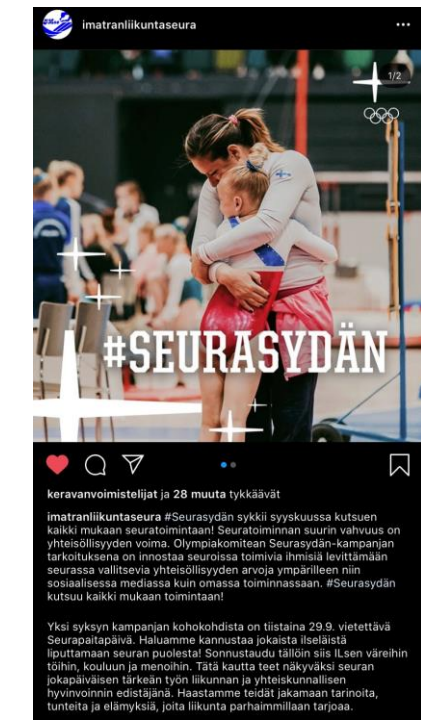 imatranliikuntaseura
1/2
#SEURASYDÄN
keravanvoimistelijat ja 28 muuta tykkäävät
imatranliikuntaseura #Seurasydän sykkii syyskuussa kutsuen
kaikki mukaan seuratoimintaan! Seuratoiminnan suurin vahvuus on
yhteisöllisyyden voima. Olympiakomitean Seurasydän-kampanjan
tarkoituksena on innostaa seuroissa toimivia ihmisiä levittämään
seurassa vallitsevia yhteisöllisyyden arvoja ympärilleen niin
sosiaalisessa mediassa kuin omassa toiminnassaan. #Seurasydän
kutsuu kaikki mukaan toimintaan!
Yksi syksyn kampanjan kohokohdista on tiistaina 29.9. vietettävä
Seurapaitapäivä. Haluamme kannustaa jokaista ilseläistä
liputtamaan seuran puolesta! Sonnustaudu tällöin siis ILsen väreihin
töihin, kouluun ja menoihin. Tätä kautta teet näkyväksi seuran
jokapäiväisen tärkeän työn liikunnan ja yhteiskunnallisen
hyvinvoinnin edistäjänä. Haastamme teidät jakamaan tarinoita,
tunteita ja elämyksiä, joita liikunta parhaimmillaan tarjoaa.